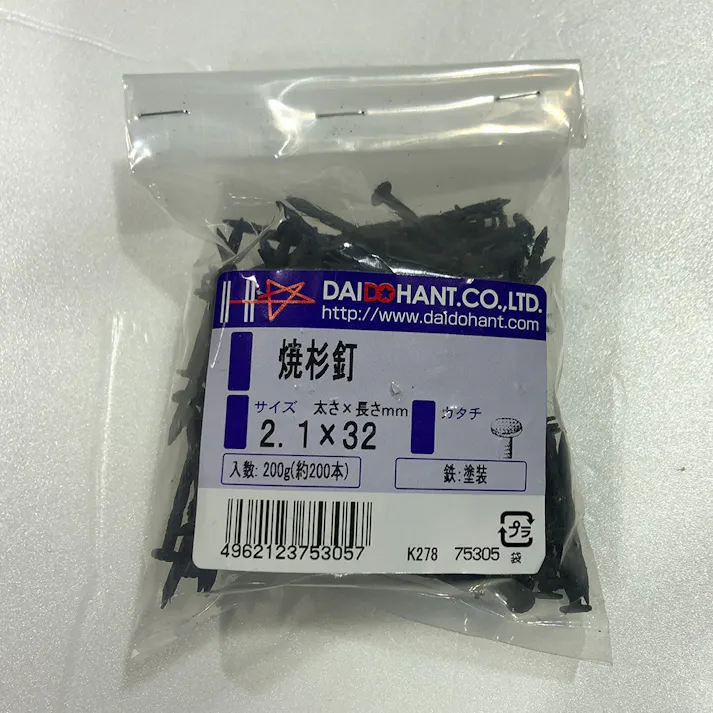 DAIDOHANT.CO.,LTD.
http://www.daidohant.com
焼杉釘
サイズ 太さ×長さmm カタチ
2.1×32
入数:200g(約200本) 鉄:塗装
プラ
4962123753057 K278 75305 袋